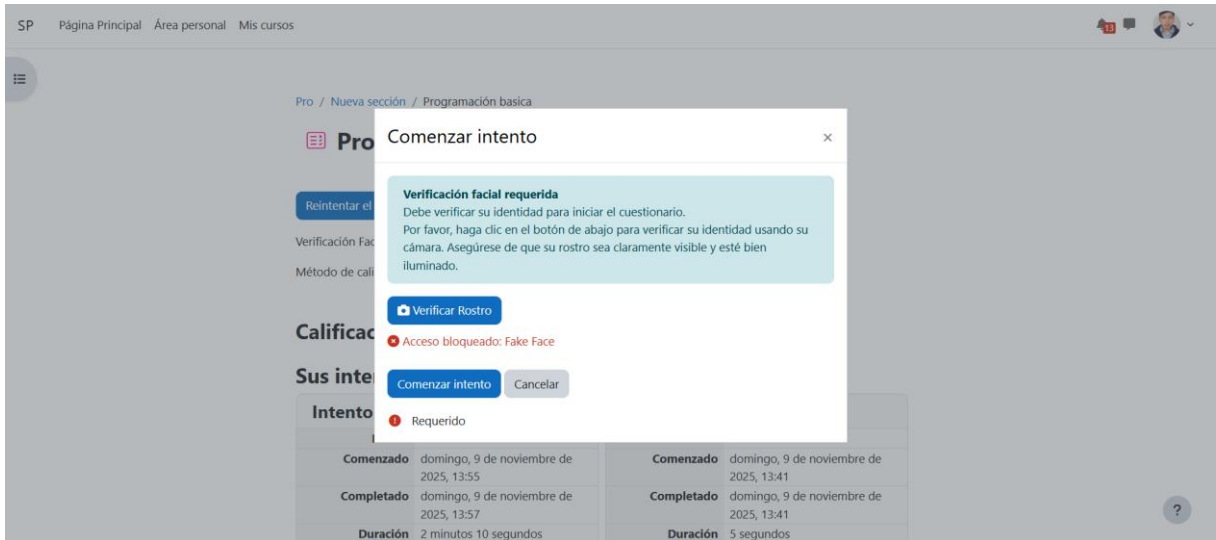 SP Página Principal Área personal Mis cursos 13
Pro / Nueva sección / Programación basica
Pro
Comenzar intento ×
Reintentar el
Verificación facial requerida
Debe verificar su identidad para iniciar el cuestionario.
Por favor, haga clic en el botón de abajo para verificar su identidad usando su
cámara. Asegúrese de que su rostro sea claramente visible y esté bien
iluminado.
Verificación Fac
Método de cali
Verificar Rostro
Acceso bloqueado: Fake Face
Calificac
Sus inte
Comenzar intento Cancelar
Intento
Requerido
Comenzado domingo, 9 de noviembre de Comenzado domingo, 9 de noviembre de
2025, 13:55 2025, 13:41
Completado domingo, 9 de noviembre de Completado domingo, 9 de noviembre de
2025, 13:57 2025, 13:41
Duración 2 minutos 10 segundos Duración 5 segundos
?